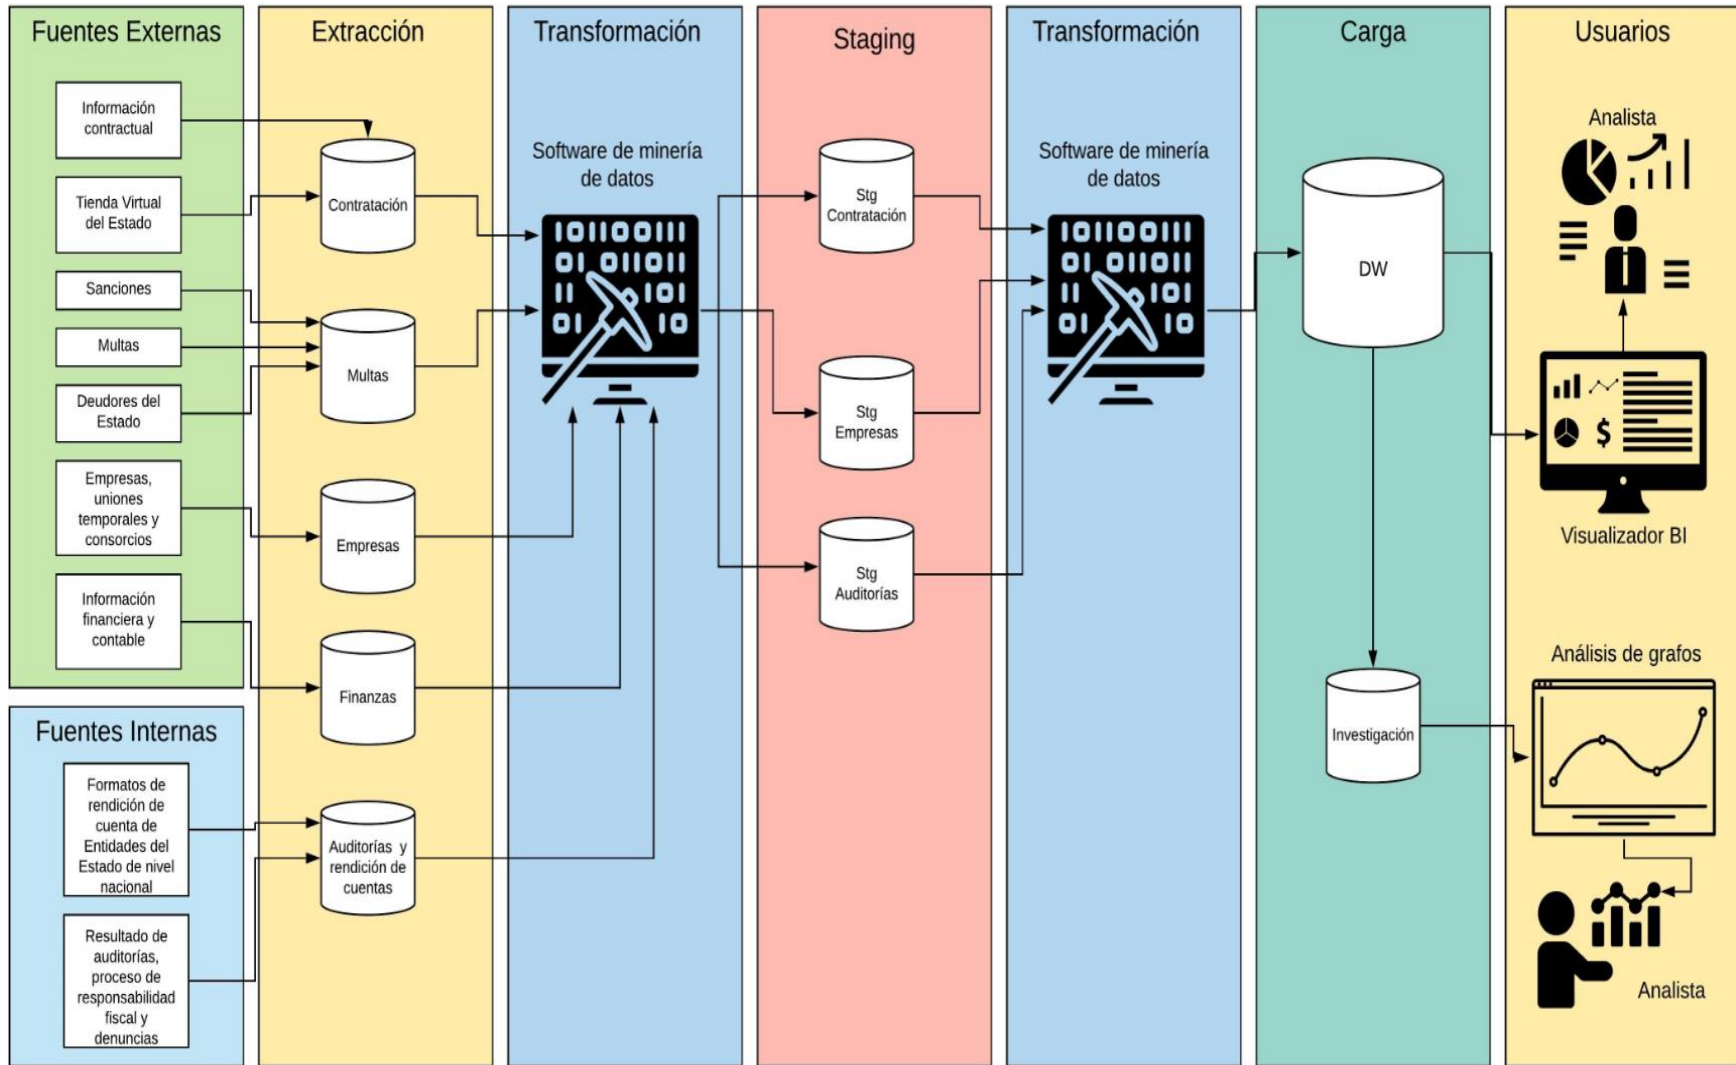 Fuentes Externas
Información
contractual
Tienda Virtual
del Estado
Sanciones
Multas
Deudores del
Estado
Empresas,
uniones
temporales y
consorcios
Información
financiera y
contable
Fuentes Internas
Formatos de
rendición de
cuenta de
Entidades del
Estado de nivel
nacional
Resultado de
auditorías,
proceso de
responsabilidad
fiscal y
denuncias
Extracción
Contratación
Multas
Empresas
Finanzas
Auditorías y
rendición de
cuentas
Transformación
Software de minería
de datos
Staging
Stg
Contratación
Stg
Empresas
Stg
Auditorías
Transformación
Software de minería
de datos
Carga
DW
Investigación
Usuarios
Analista
$
Visualizador BI
Análisis de grafos
Analista